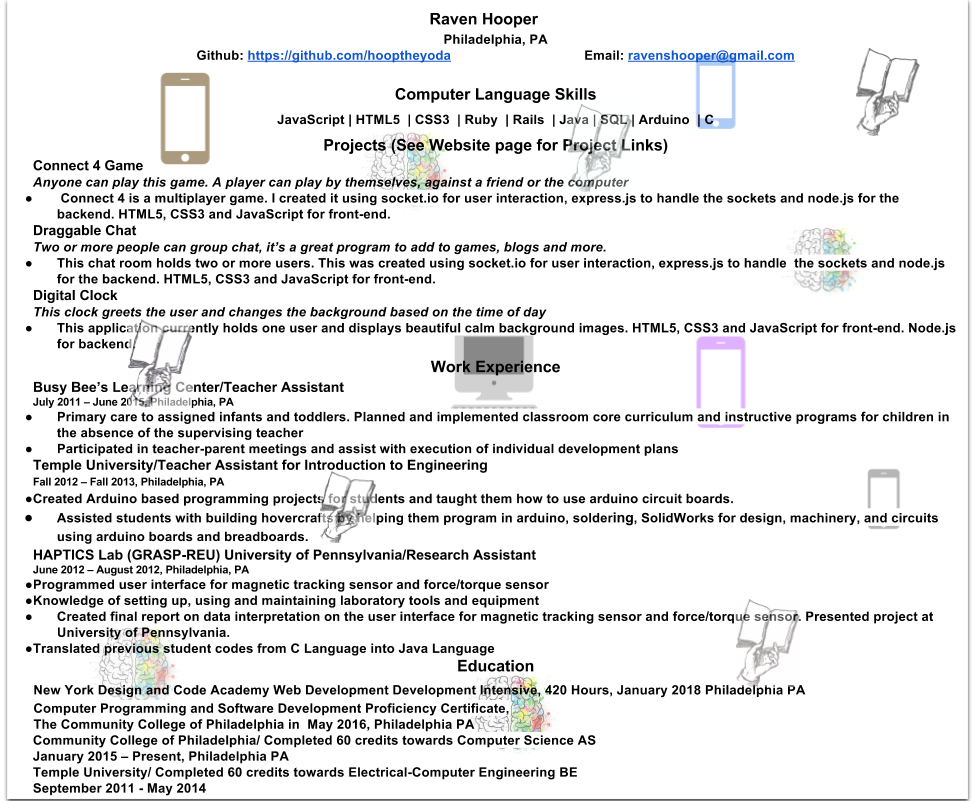 Raven Hooper
Philadelphia, PA
Github: https://github.com/hooptheyoda Email: ravenshooper@gmail.com
Computer Language Skills
JavaScript | HTML5 | CSS3 | Ruby | Rails | Java | SQL | Arduino | C
Projects (See Website page for Project Links)
Connect 4 Game
Anyone can play this game. A player can play by themselves, against a friend or the computer
● Connect 4 is a multiplayer game. I created it using socket.io for user interaction, express.js to handle the sockets and node.js for the
backend. HTML5, CSS3 and JavaScript for front-end.
Draggable Chat
Two or more people can group chat, it's a great program to add to games, blogs and more.
● This chat room holds two or more users. This was created using socket.io for user interaction, express.js to handle the sockets and node.js
for the backend. HTML5, CSS3 and JavaScript for front-end.
Digital Clock
This clock greets the user and changes the background based on the time of day
● This application currently holds one user and displays beautiful calm background images. HTML5, CSS3 and JavaScript for front-end. Node.js
for backend.
Work Experience
Busy Bee's Learning Center/Teacher Assistant
July 2011 – June 2015, Philadelphia, PA
● Primary care to assigned infants and toddlers. Planned and implemented classroom core curriculum and instructive programs for children in
the absence of the supervising teacher
● Participated in teacher-parent meetings and assist with execution of individual development plans
Temple University/Teacher Assistant for Introduction to Engineering
Fall 2012 – Fall 2013, Philadelphia, PA
●Created Arduino based programming projects for students and taught them how to use arduino circuit boards.
● Assisted students with building hovercrafts by helping them program in arduino, soldering, SolidWorks for design, machinery, and circuits
using arduino boards and breadboards.
HAPTICS Lab (GRASP-REU) University of Pennsylvania/Research Assistant
June 2012 – August 2012, Philadelphia, PA
●Programmed user interface for magnetic tracking sensor and force/torque sensor
●Knowledge of setting up, using and maintaining laboratory tools and equipment
● Created final report on data interpretation on the user interface for magnetic tracking sensor and force/torque sensor. Presented project at
University of Pennsylvania.
●Translated previous student codes from C Language into Java Language
Education
New York Design and Code Academy Web Development Development Intensive, 420 Hours, January 2018 Philadelphia PA
Computer Programming and Software Development Proficiency Certificate,
The Community College of Philadelphia in May 2016, Philadelphia PA
Community College of Philadelphia/ Completed 60 credits towards Computer Science AS
January 2015 – Present, Philadelphia PA
Temple University/ Completed 60 credits towards Electrical-Computer Engineering BE
September 2011 - May 2014